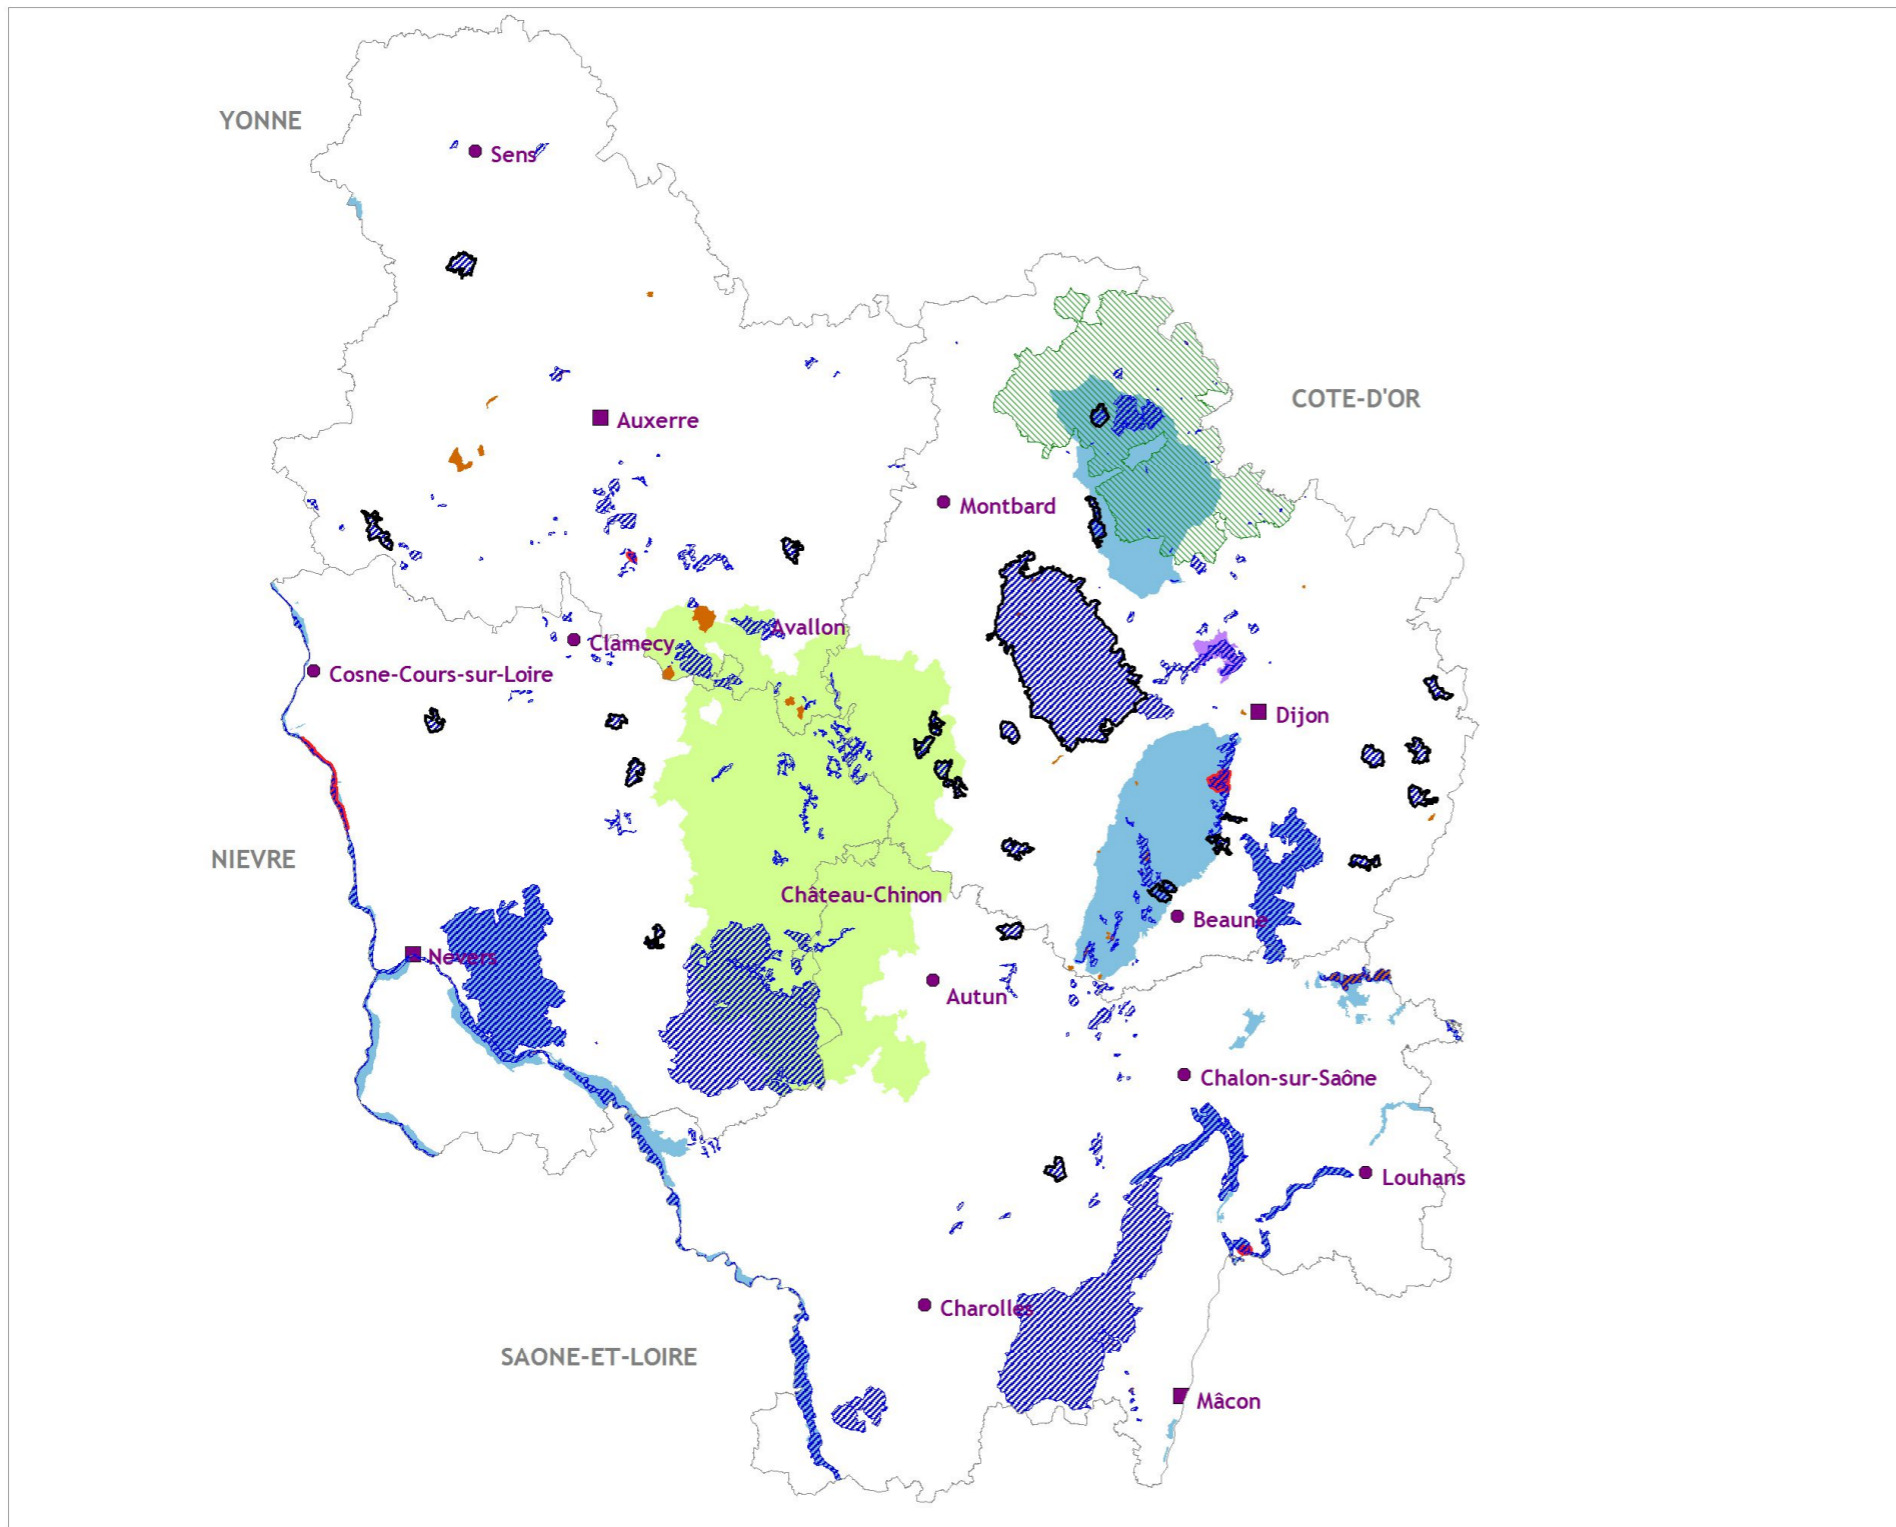 YONNE
Sens
COTE-D'OR
Auxerre
Montbard
Avallon
Clamecy
Cosne-Cours-sur-Loire
Dijon
NIEVRE
Château-Chinon
Beaune
Nevers
Autun
Chalon-sur-Saône
Louhans
Charolles
SAONE-ET-LOIRE
Mâcon